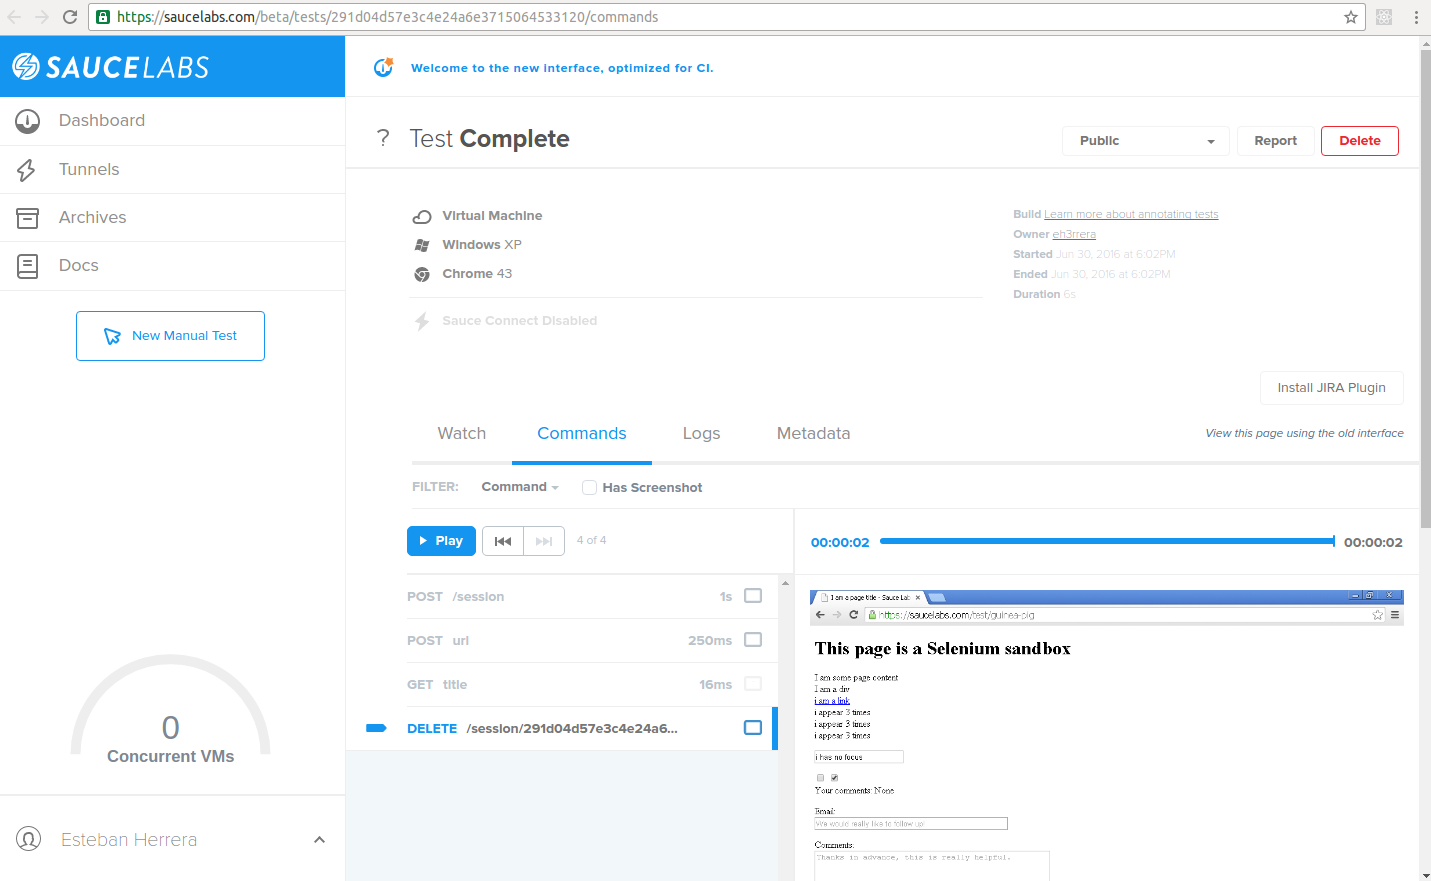 https://saucelabs.com/beta/tests/291d04d57e3c4e24a6e3715064533120/commands
SAUCELABS
Welcome to the new interface, optimized for CI.
Dashboard
Tunnels
Archives
Docs
New Manual Test
0
Concurrent VMs
Esteban Herrera
? Test Complete
Public
Report
Delete
Virtual Machine
Windows XP
Chrome 43
Sauce Connect Disabled
Build Learn more about annotating tests
Owner eh3rrera
Started Jun 30, 2016 at 6:02PM
Ended Jun 30, 2016 at 6:02PM
Duration 6s
Install JIRA Plugin
Watch Commands Logs Metadata
View this page using the old interface
FILTER: Command Has Screenshot
Play 4 of 4
POST /session 1s
POST url 250ms
GET title 16ms
DELETE /session/291d04d57e3c4e24a6...
00:00:02 00:00:02
I am a page title - Sauce Lab
https://saucelabs.com/test/guinea-pig
This page is a Selenium sandbox
I am some page content
I am a div
i am a link
i appear 3 times
i appear 3 times
i appear 3 times
i has no focus
Your comments: None
Email:
We would really like to follow up!
Comments:
Thanks in advance, this is really helpful.